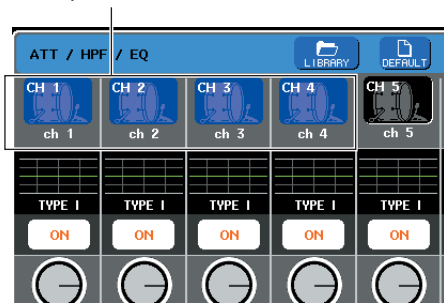 ATT / HPF / EQ LIBRARY DEFAULT
CH 1 CH 2 CH 3 CH 4 CH 5
ch 1 ch 2 ch 3 ch 4 ch 5
TYPE I TYPE I TYPE I TYPE I TYPE I
ON ON ON ON ON